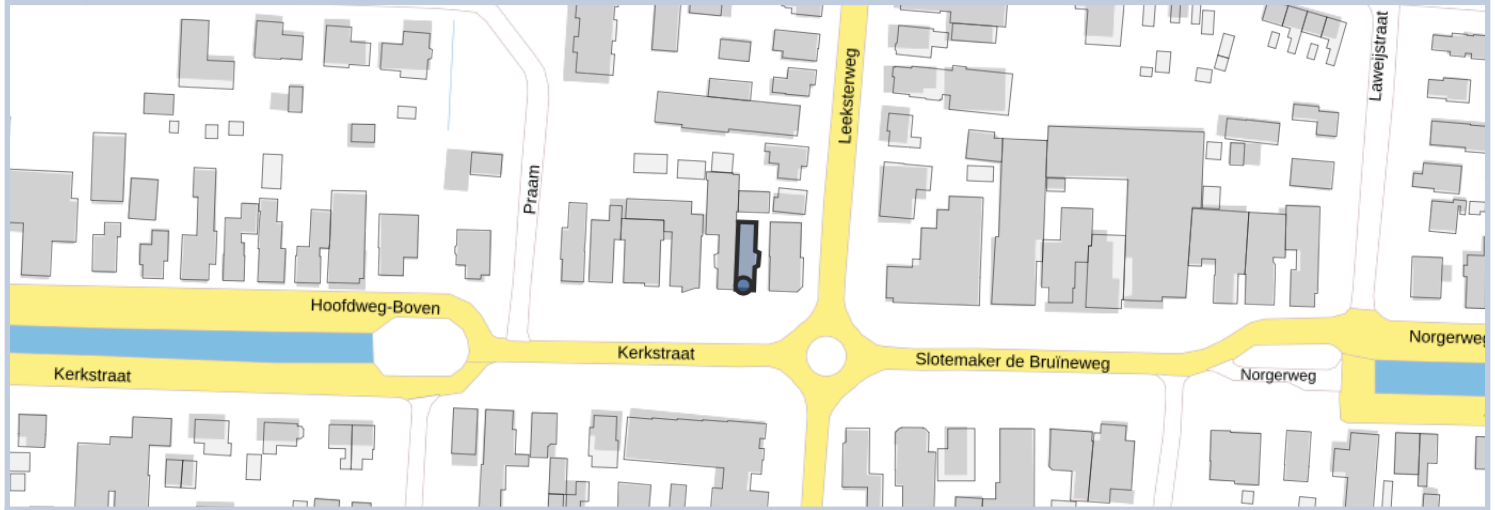 Leeksterweg
Laweijstraat
Praam
Hoofdweg-Boven
Kerkstraat
Slotemaker de Bruïneweg
Norgerweg
Kerkstraat
Norgerweg